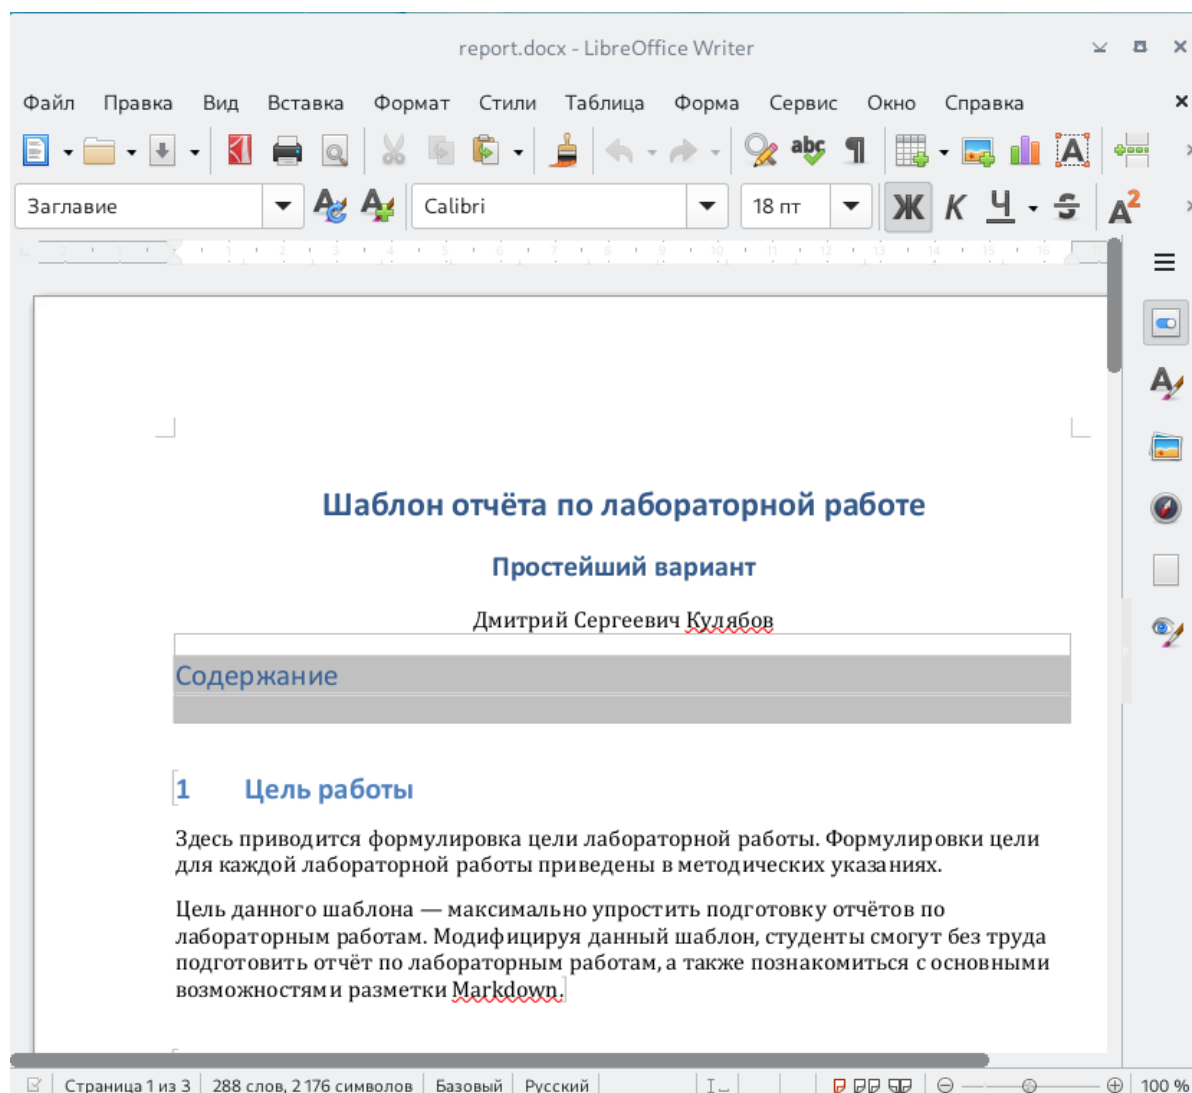 report.docx - LibreOffice Writer
Файл Правка Вид Вставка Формат Стили Таблица Форма Сервис Окно Справка
Заглавие Calibri 18 пт Ж К Ч S A2
Шаблон отчёта по лабораторной работе
Простейший вариант
Дмитрий Сергеевич Кулябов
Содержание
1 Цель работы
Здесь приводится формулировка цели лабораторной работы. Формулировки цели
для каждой лабораторной работы приведены в методических указаниях.
Цель данного шаблона — максимально упростить подготовку отчётов по
лабораторным работам. Модифицируя данный шаблон, студенты смогут без труда
подготовить отчёт по лабораторным работам, а также познакомиться с основными
возможностями разметки Markdown.
Страница 1 из 3 288 слов, 2 176 символов Базовый Русский 100 %